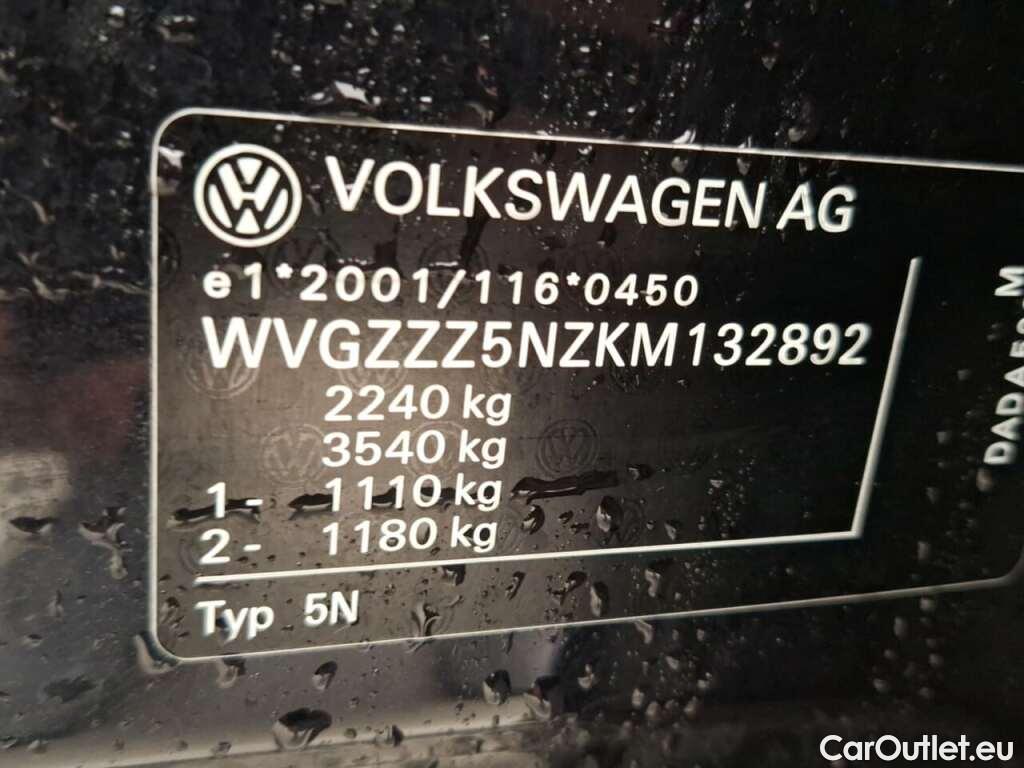 VOLKSWAGEN AG
e1*2001/116*0450
WVGZZZ5NZKM132892
2240 kg
3540 kg
1- 1110 kg
2- 1180 kg
Typ 5N
M
CarOutlet.eu